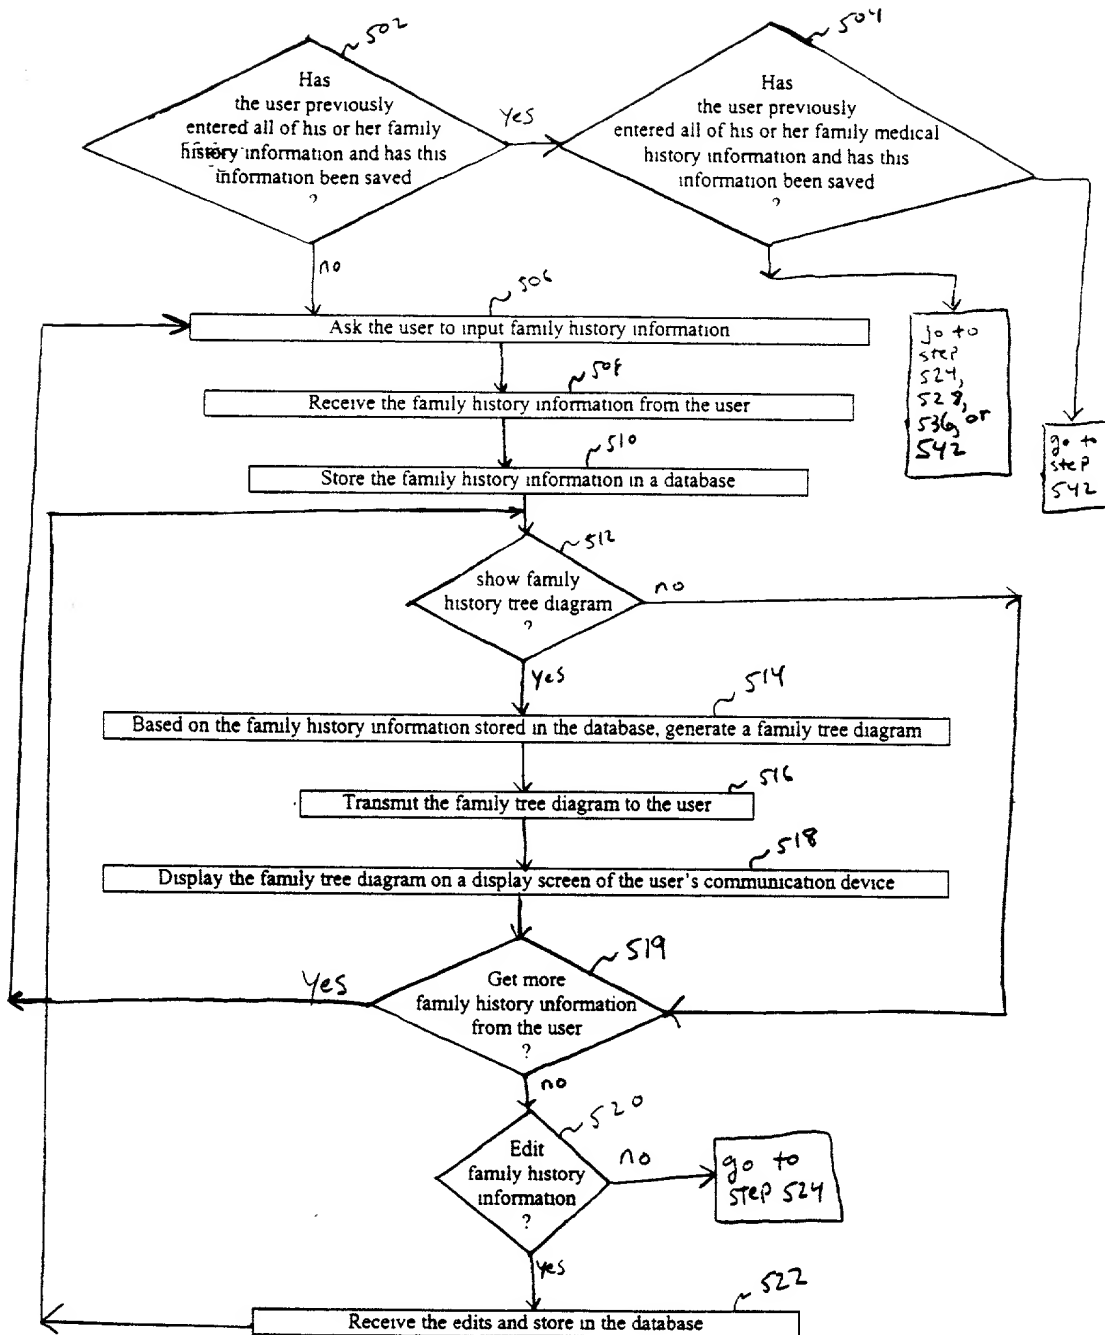 502
Has
the user previously
entered all of his or her family
history information and has this
information been saved
?
yes
504
Has
the user previously
entered all of his or her family medical
history information and has this
information been saved
?
no
506
Ask the user to input family history information
508
Receive the family history information from the user
510
Store the family history information in a database
go to
step
524,
528,
536, or
542
go to
step
542
512
show family
history tree diagram
?
no
yes
514
Based on the family history information stored in the database, generate a family tree diagram
516
Transmit the family tree diagram to the user
518
Display the family tree diagram on a display screen of the user's communication device
519
Get more
family history information
from the user
?
Yes
no
520
Edit
family history
information
?
no
go to
step 524
yes
522
Receive the edits and store in the database